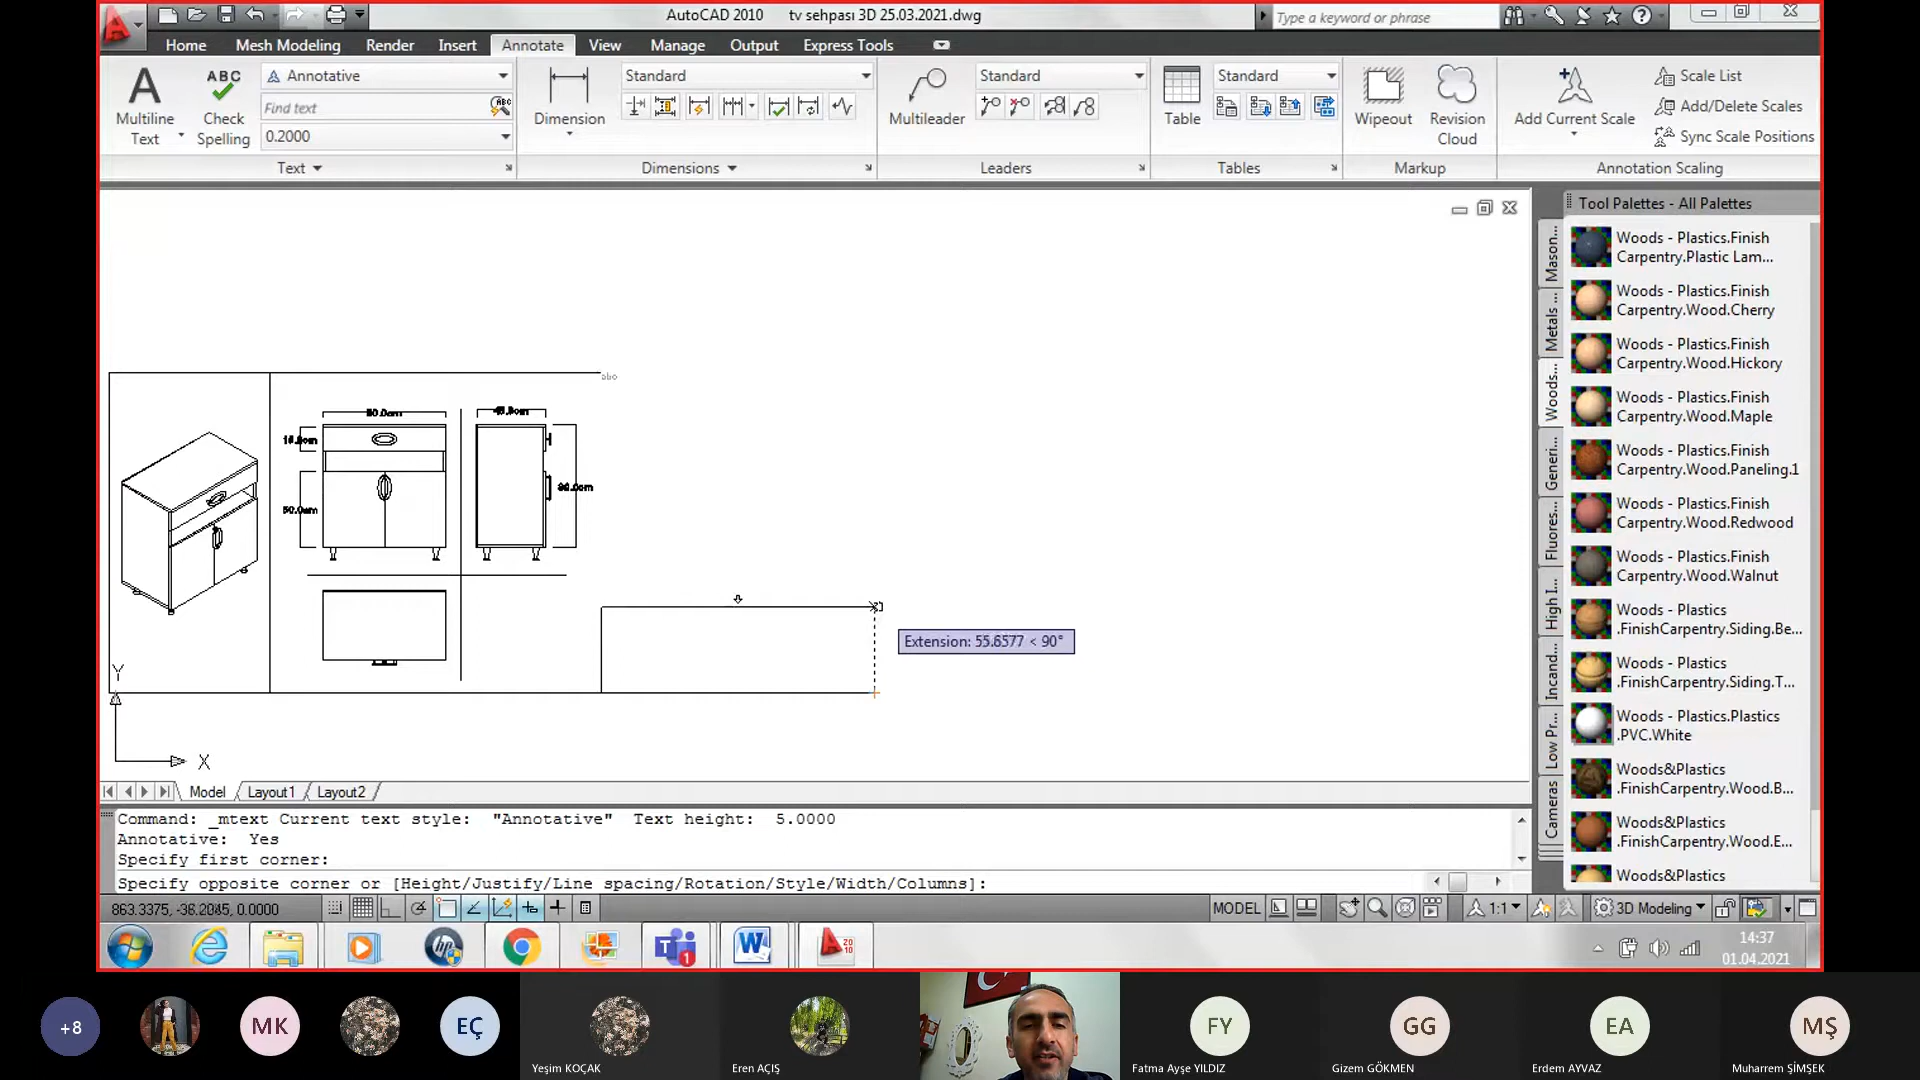 AutoCAD 2010 tv sehpası 3D 25.03.2021.dwg
Type a keyword or phrase
Home Mesh Modeling Render Insert Annotate View Manage Output Express Tools
A
Multiline
Text
ABC
Check
Spelling
Annotative
Find text
ABC
0.2000
Dimension
Standard
Multileader
Standard
Table
Standard
Wipeout
Revision
Cloud
Add Current Scale
Scale List
Add/Delete Scales
Sync Scale Positions
Text
Dimensions
Leaders
Tables
Markup
Annotation Scaling
Tool Palettes - All Palettes
Mason...
Metals ...
Woods...
Generi...
Fluores...
High I...
Incand...
Low Pr...
Cameras
Woods - Plastics.Finish
Carpentry.Plastic Lam...
Woods - Plastics.Finish
Carpentry.Wood.Cherry
Woods - Plastics.Finish
Carpentry.Wood.Hickory
Woods - Plastics.Finish
Carpentry.Wood.Maple
Woods - Plastics.Finish
Carpentry.Wood.Paneling.1
Woods - Plastics.Finish
Carpentry.Wood.Redwood
Woods - Plastics.Finish
Carpentry.Wood.Walnut
Woods - Plastics
.FinishCarpentry.Siding.Be...
Woods - Plastics
.FinishCarpentry.Siding.T...
Woods - Plastics.Plastics
.PVC.White
Woods&Plastics
.FinishCarpentry.Wood.B...
Woods&Plastics
.FinishCarpentry.Wood.E...
Woods&Plastics
abc
50.0cm
Extension: 55.6577 < 90°
Y
X
Model Layout1 Layout2
Command: _mtext Current text style: "Annotative" Text height: 5.0000
Annotative: Yes
Specify first corner:
Specify opposite corner or [Height/Justify/Line spacing/Rotation/Style/Width/Columns]:
863.3375, -36.2045, 0.0000
MODEL
1:1
3D Modeling
14:37
01.04.2021
+8
MK
EÇ
Yeşim KOÇAK
Eren AÇIŞ
FY
Fatma Ayşe YILDIZ
GG
Gizem GÖKMEN
EA
Erdem AYVAZ
MŞ
Muharrem ŞİMŞEK